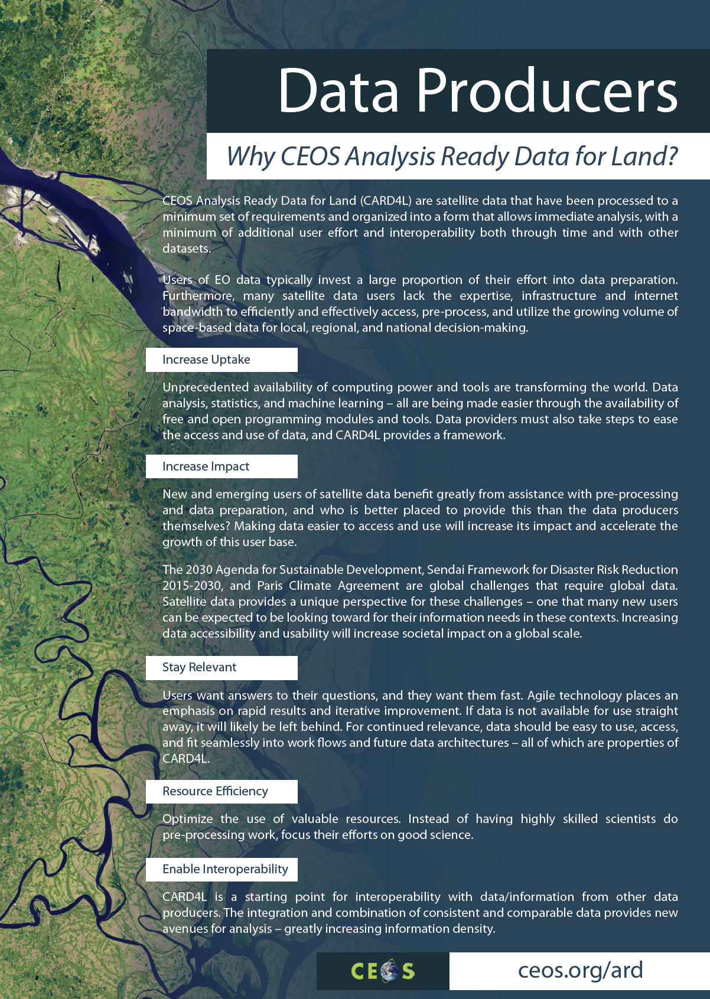 Data Producers
Why CEOS Analysis Ready Data for Land?
CEOS Analysis Ready Data for Land (CARD4L) are satellite data that have been processed to a
minimum set of requirements and organized into a form that allows immediate analysis, with a
minimum of additional user effort and interoperability both through time and with other
datasets.
Users of EO data typically invest a large proportion of their effort into data preparation.
Furthermore, many satellite data users lack the expertise, infrastructure and internet
bandwidth to efficiently and effectively access, pre-process, and utilize the growing volume of
space-based data for local, regional, and national decision-making.
Increase Uptake
Unprecedented availability of computing power and tools are transforming the world. Data
analysis, statistics, and machine learning – all are being made easier through the availability of
free and open programming modules and tools. Data providers must also take steps to ease
the access and use of data, and CARD4L provides a framework.
Increase Impact
New and emerging users of satellite data benefit greatly from assistance with pre-processing
and data preparation, and who is better placed to provide this than the data producers
themselves? Making data easier to access and use will increase its impact and accelerate the
growth of this user base.
The 2030 Agenda for Sustainable Development, Sendai Framework for Disaster Risk Reduction
2015-2030, and Paris Climate Agreement are global challenges that require global data.
Satellite data provides a unique perspective for these challenges – one that many new users
can be expected to be looking toward for their information needs in these contexts. Increasing
data accessibility and usability will increase societal impact on a global scale.
Stay Relevant
Users want answers to their questions, and they want them fast. Agile technology places an
emphasis on rapid results and iterative improvement. If data is not available for use straight
away, it will likely be left behind. For continued relevance, data should be easy to use, access,
and fit seamlessly into work flows and future data architectures – all of which are properties of
CARD4L.
Resource Efficiency
Optimize the use of valuable resources. Instead of having highly skilled scientists do
pre-processing work, focus their efforts on good science.
Enable Interoperability
CARD4L is a starting point for interoperability with data/information from other data
producers. The integration and combination of consistent and comparable data provides new
avenues for analysis – greatly increasing information density.
CEOS
ceos.org/ard